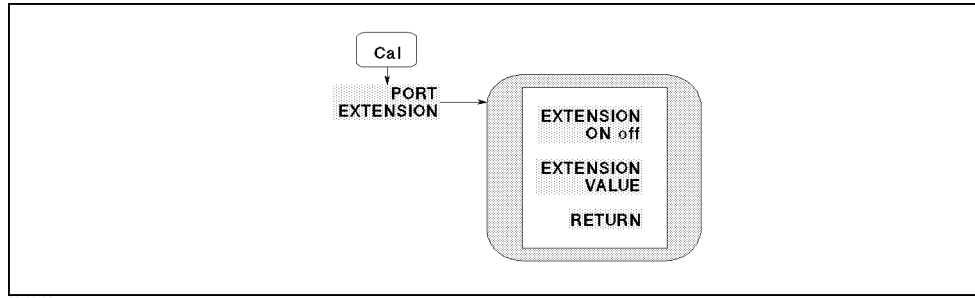 Cal
PORT
EXTENSION
EXTENSION
ON off
EXTENSION
VALUE
RETURN